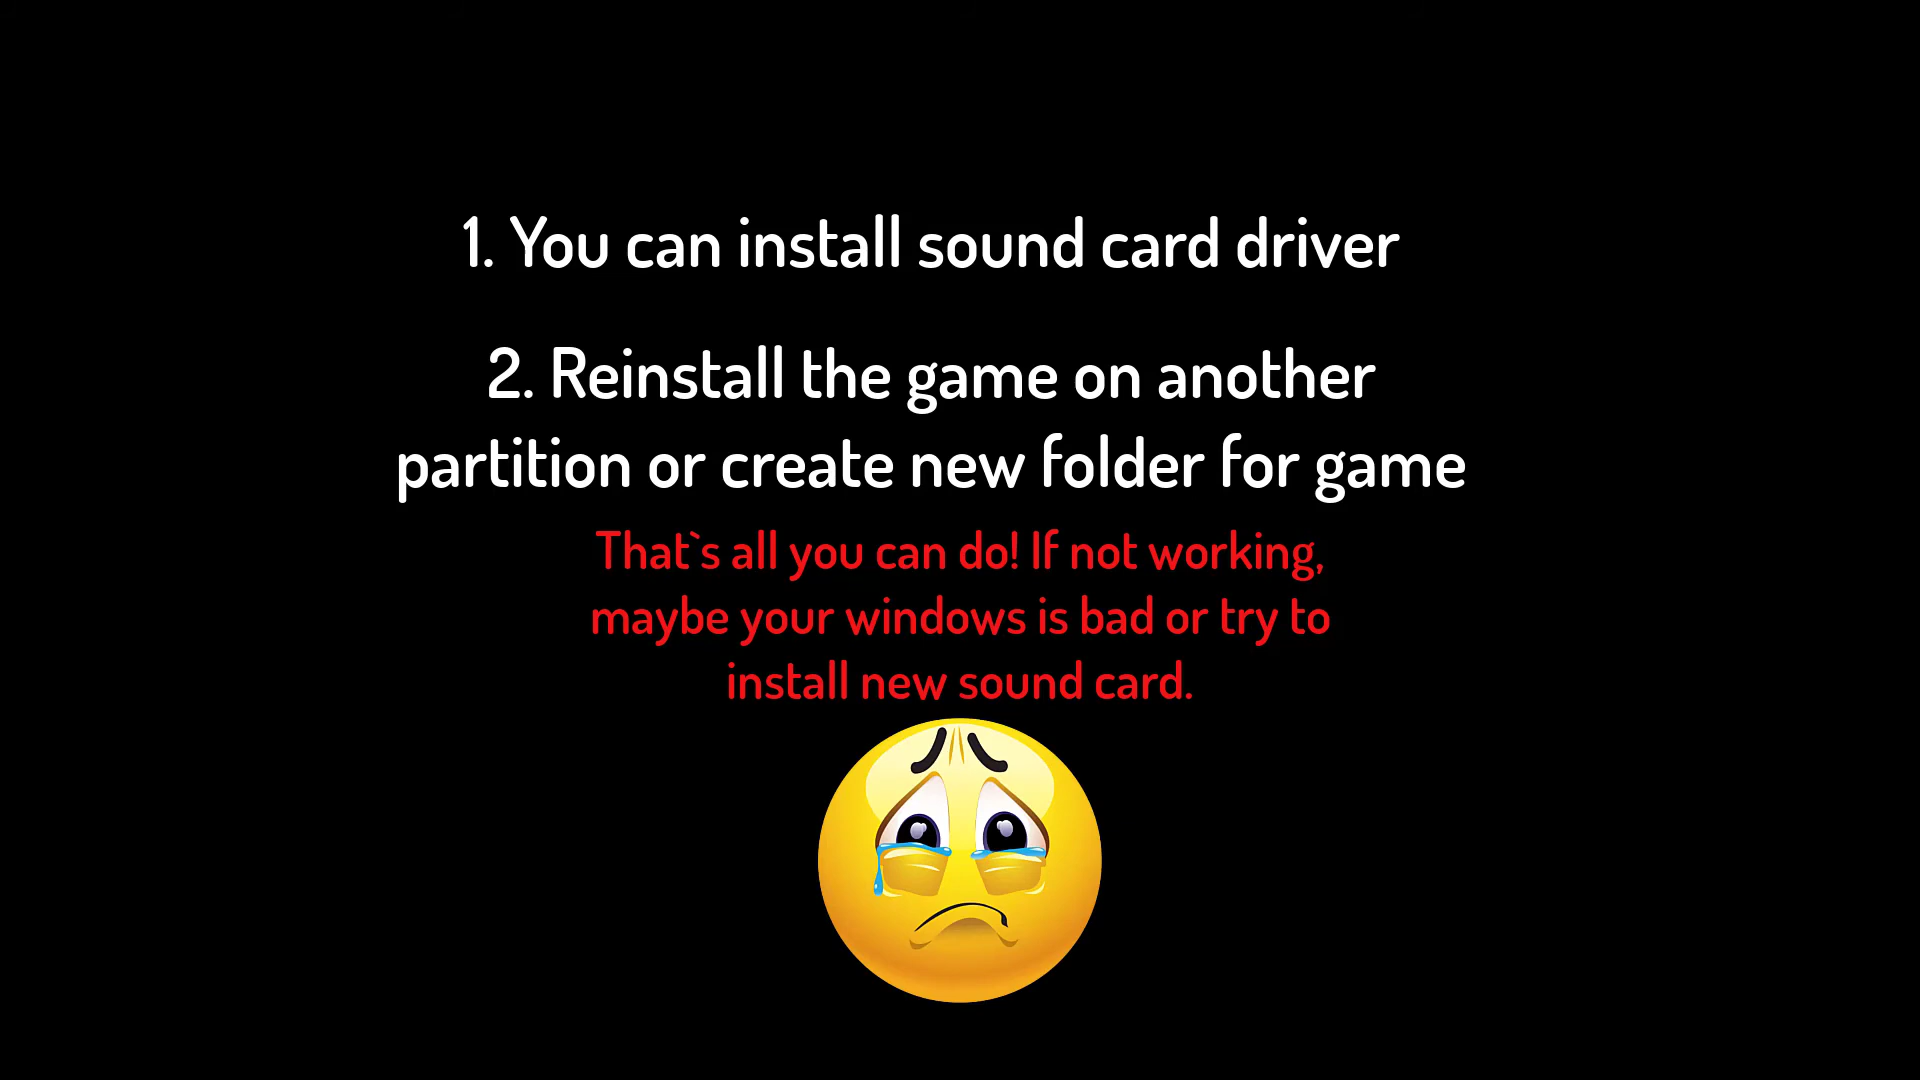 1. You can install sound card driver
2. Reinstall the game on another
partition or create new folder for game
That`s all you can do! If not working,
maybe your windows is bad or try to
install new sound card.